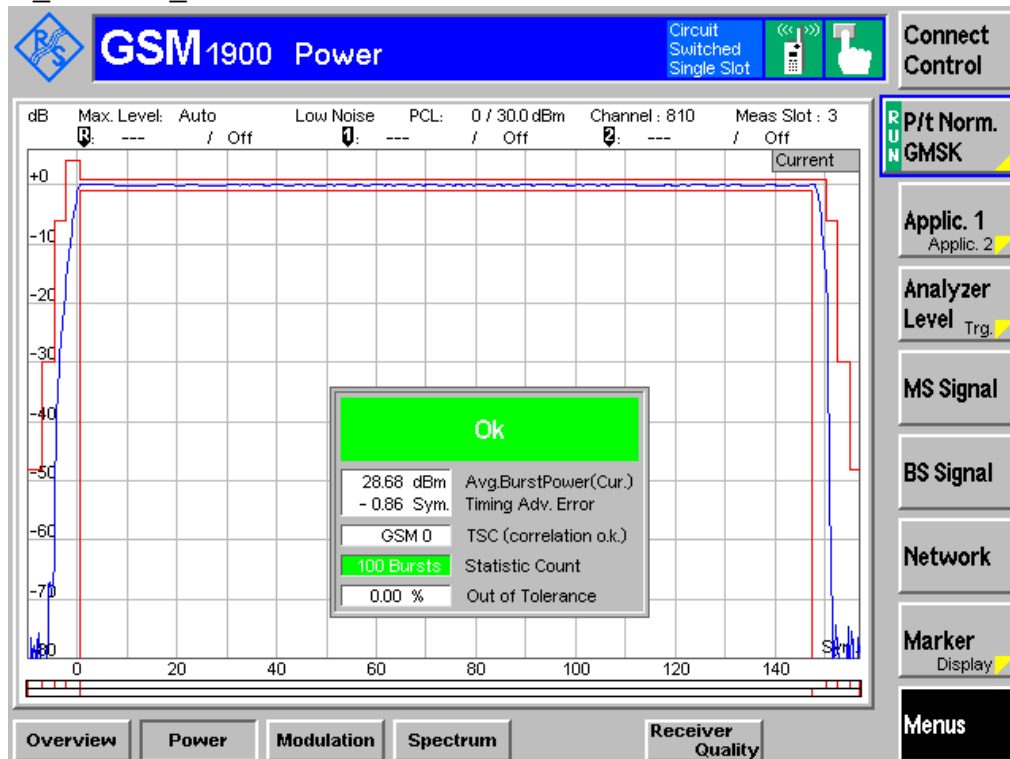 R&S
GSM 1900 Power
Circuit
Switched
Single Slot
Connect
Control
dB Max. Level: Auto Low Noise PCL: 0 / 30.0 dBm Channel : 810 Meas Slot : 3
R: --- / Off 1: --- / Off 2: --- / Off
RUN
P/t Norm.
GMSK
Current
+0
-10
-20
-30
-40
-50
-60
-70
-80
Ok
28.68 dBm Avg.BurstPower(Cur.)
- 0.86 Sym. Timing Adv. Error
GSM 0 TSC (correlation o.k.)
100 Bursts Statistic Count
0.00 % Out of Tolerance
0 20 40 60 80 100 120 140
Applic. 1
Applic. 2
Analyzer
Level Trg.
MS Signal
BS Signal
Network
Marker
Display
Menus
Overview Power Modulation Spectrum Receiver
Quality